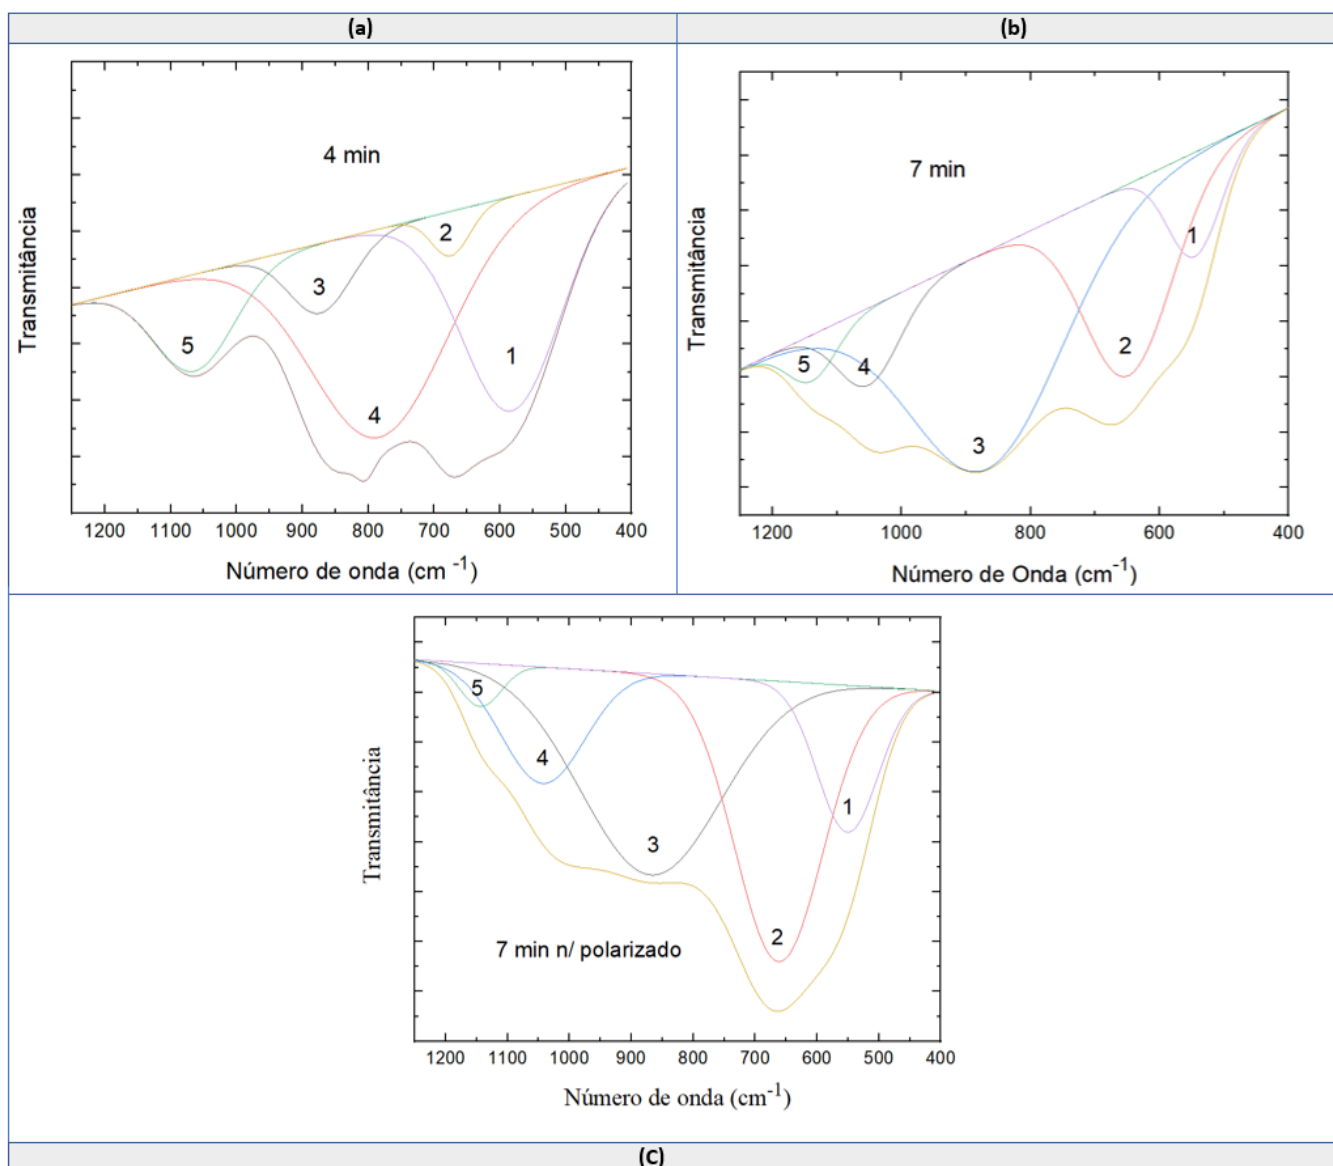 (a)
(b)
4 min
2
3
5
1
4
Transmitância
1200 1000 900 800 700 600 500 400
Número de onda (cm -1)
7 min
1
2
5
4
3
Transmitância
1200 1000 800 600 400
Número de Onda (cm-1)
5
4
1
3
2
7 min n/ polarizado
Transmitância
1200 1100 1000 900 800 700 600 500 400
Número de onda (cm-1)
(C)